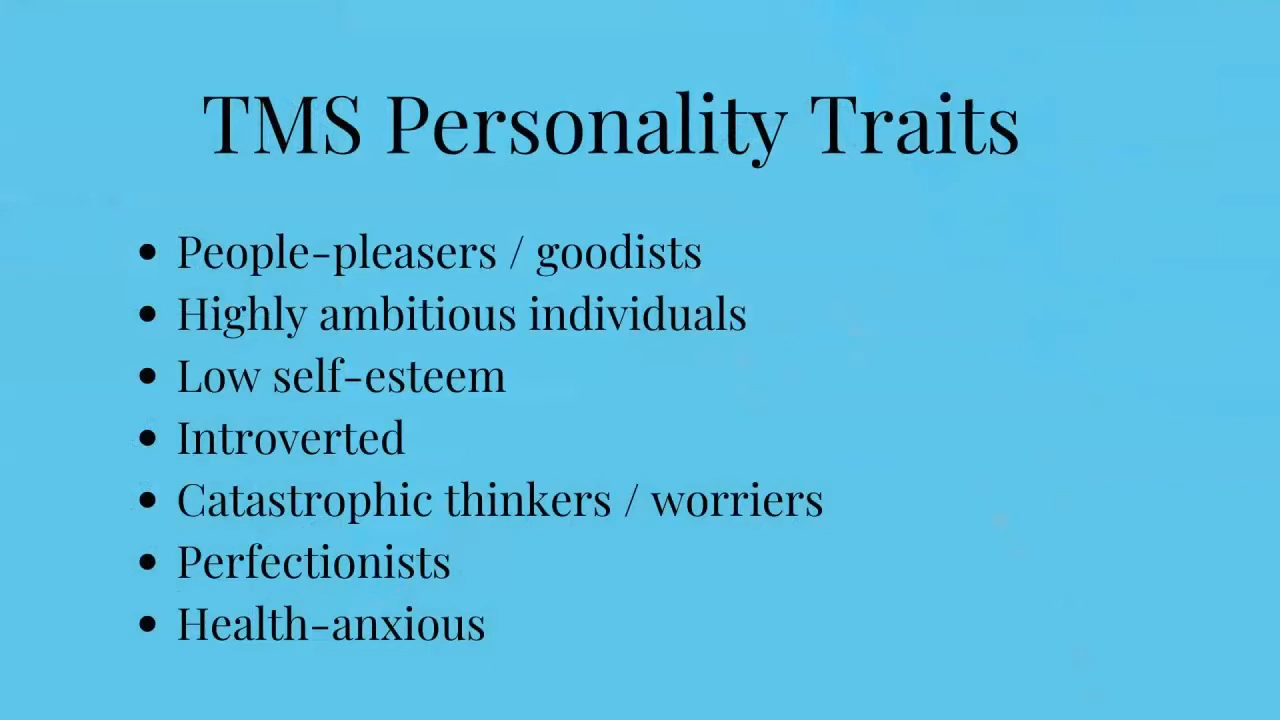 TMS Personality Traits
• People-pleasers / goodists
• Highly ambitious individuals
• Low self-esteem
• Introverted
• Catastrophic thinkers / worriers
• Perfectionists
• Health-anxious